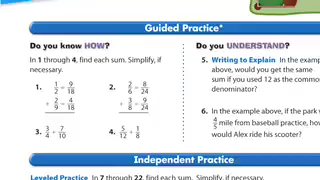 Guided Practice*
Do you know HOW?
In 1 through 4, find each sum. Simplify, if
necessary.
1. 1/2 = 9/18
+ 2/9 = 4/18
2. 2/6 = 8/24
+ 3/8 = 9/24
3. 3/4 + 7/10
4. 5/12 + 1/8
Do you UNDERSTAND?
5. Writing to Explain In the examp
above, would you get the same
sum if you used 12 as the commo
denominator?
6. In the example above, if the park
4/5 mile from baseball practice, ho
would Alex ride his scooter?
Independent Practice
Leveled Practice In 7 through 22, find each sum. Simplify, if necessary.